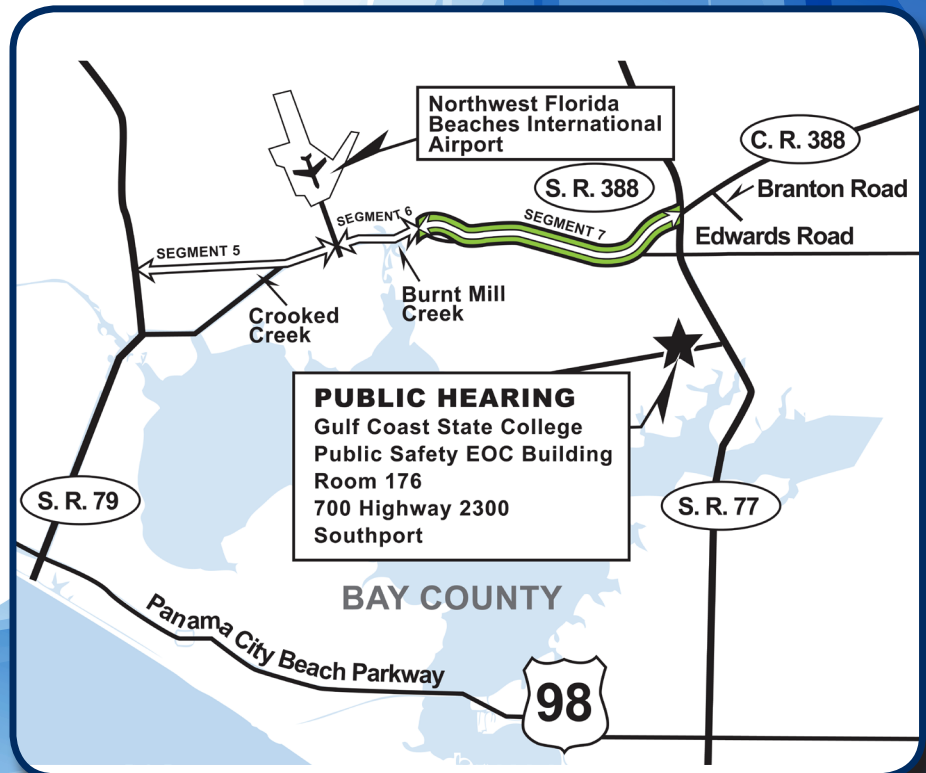 Northwest Florida
Beaches International
Airport
C. R. 388
S. R. 388
Branton Road
SEGMENT 6
SEGMENT 7
Edwards Road
SEGMENT 5
Burnt Mill
Creek
Crooked
Creek
PUBLIC HEARING
Gulf Coast State College
Public Safety EOC Building
Room 176
700 Highway 2300
Southport
S. R. 79
S. R. 77
BAY COUNTY
Panama City Beach Parkway
98